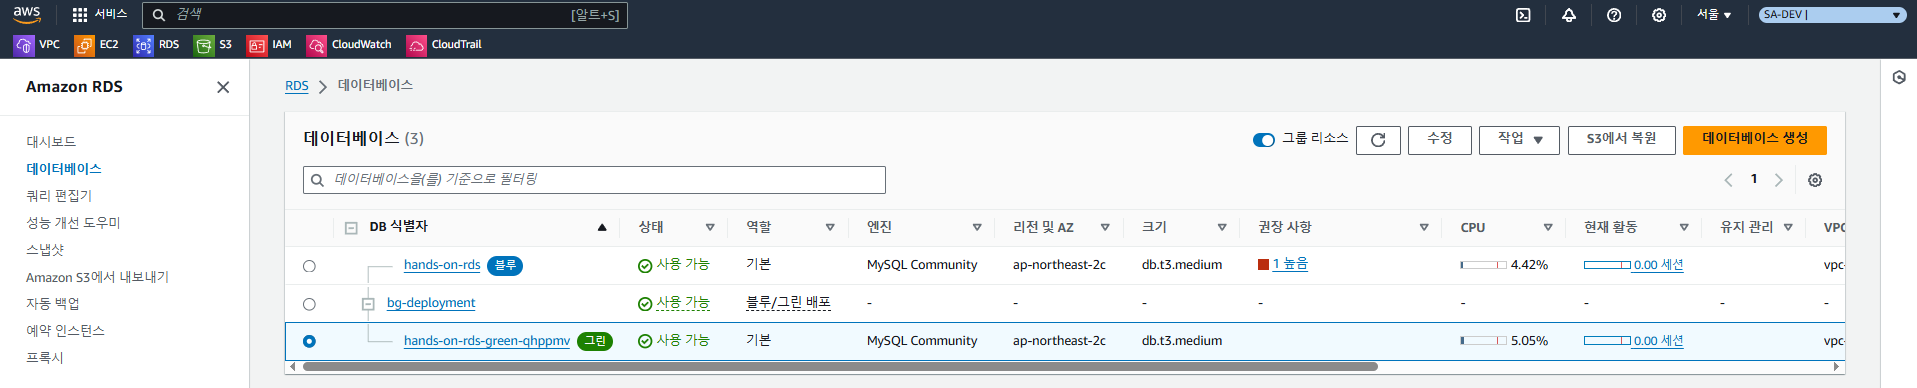 aws 서비스 검색 [알트+S] 서울 ▼ SA-DEV | ▼
VPC EC2 RDS S3 IAM CloudWatch CloudTrail
Amazon RDS
대시보드
데이터베이스
쿼리 편집기
성능 개선 도우미
스냅샷
Amazon S3에서 내보내기
자동 백업
예약 인스턴스
프록시
RDS > 데이터베이스
데이터베이스 (3) 그룹 리소스 수정 작업 ▼ S3에서 복원 데이터베이스 생성
데이터베이스을(를) 기준으로 필터링 < 1 >
DB 식별자 상태 역할 엔진 리전 및 AZ 크기 권장 사항 CPU 현재 활동 유지 관리 VPC
hands-on-rds 블루 사용 가능 기본 MySQL Community ap-northeast-2c db.t3.medium 1 높음 4.42% 0.00 세션 vpc-
bg-deployment 사용 가능 블루/그린 배포 - - - - - - - -
hands-on-rds-green-qhppmv 그린 사용 가능 기본 MySQL Community ap-northeast-2c db.t3.medium 5.05% 0.00 세션 vpc-